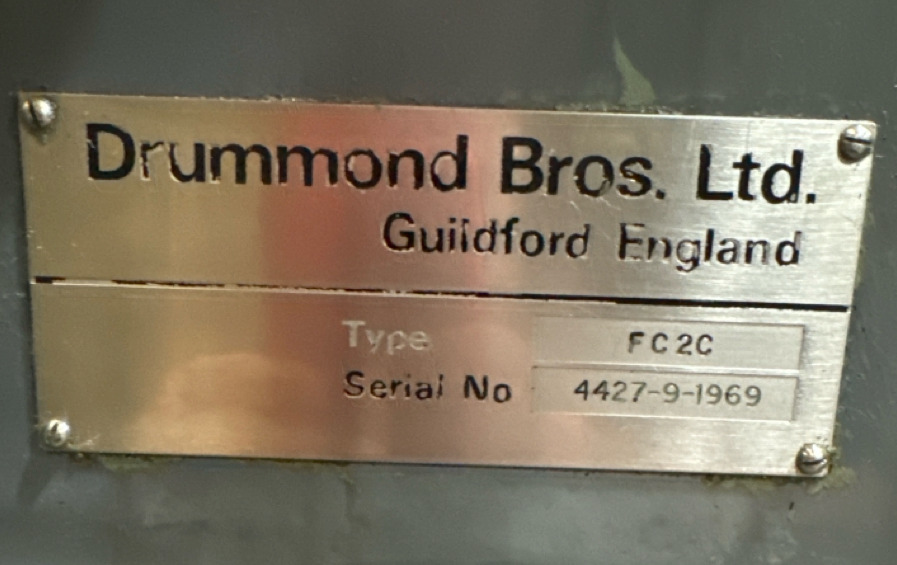 Drummond Bros. Ltd.
Guildford England
Type FC2C
Serial No 4427-9-1969